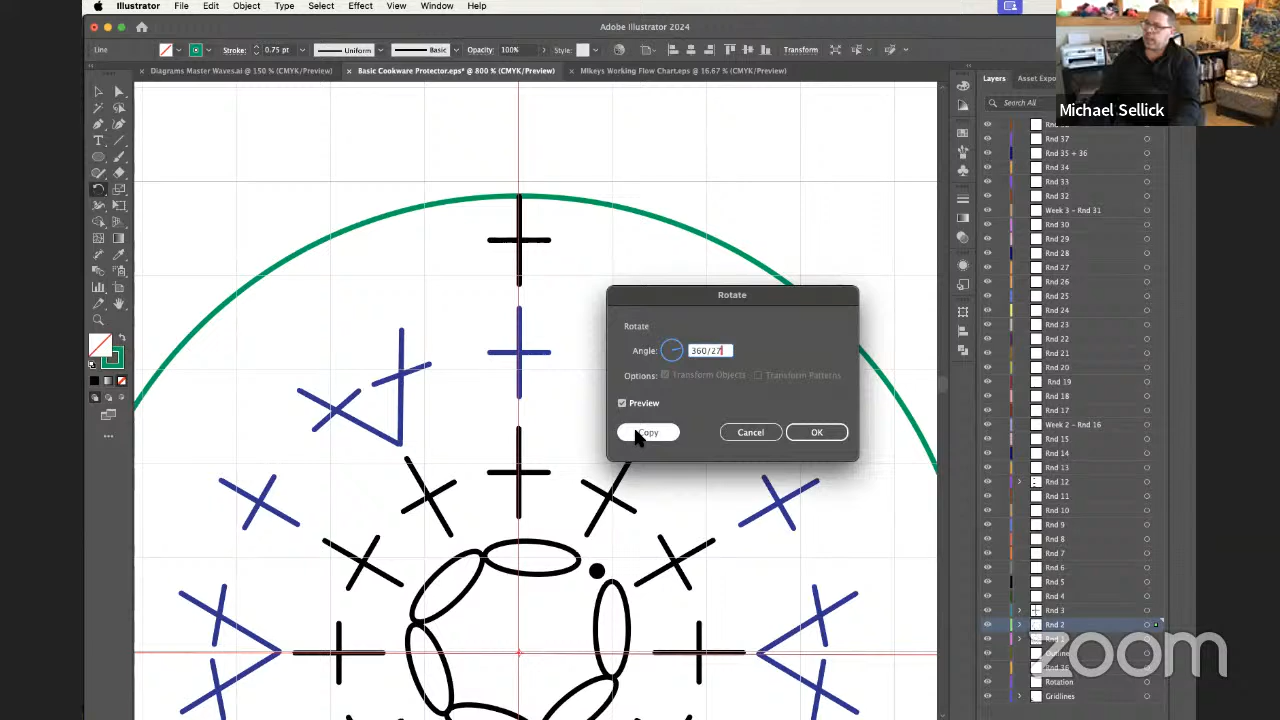 Illustrator File Edit Object Type Select Effect View Window Help
Adobe Illustrator 2024
Line Stroke: 0.75 pt Uniform Basic Opacity: 100% Style: Transform
× Diagrams Master Waves.ai @ 150 % (CMYK/Preview) × Basic Cookware Protector.eps* @ 800 % (CMYK/Preview) × Mikeys Working Flow Chart.eps @ 16.67 % (CMYK/Preview)
Layers Asset Expo
Search All
Michael Sellick
Rnd 37
Rnd 35 + 36
Rnd 34
Rnd 33
Rnd 32
Week 3 - Rnd 31
Rnd 30
Rnd 29
Rnd 28
Rnd 27
Rnd 26
Rnd 25
Rnd 24
Rnd 23
Rnd 22
Rnd 21
Rnd 20
Rnd 19
Rnd 18
Rnd 17
Week 2 - Rnd 16
Rnd 15
Rnd 14
Rnd 13
Rnd 12
Rnd 11
Rnd 10
Rnd 9
Rnd 8
Rnd 7
Rnd 6
Rnd 5
Rnd 4
Rnd 3
Rnd 2
Rnd 1
Rotation
Gridlines
Rotate
Rotate
Angle: 360/27
Options: Transform Objects Transform Patterns
Preview
Copy Cancel OK
zoom